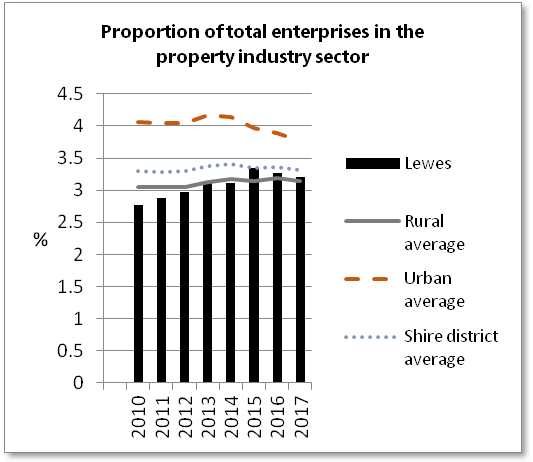 Proportion of total enterprises in the
property industry sector
4.5
4
3.5
3
2.5
2
1.5
1
0.5
0
%
2010
2011
2012
2013
2014
2015
2016
2017
Lewes
Rural
average
Urban
average
Shire district
average